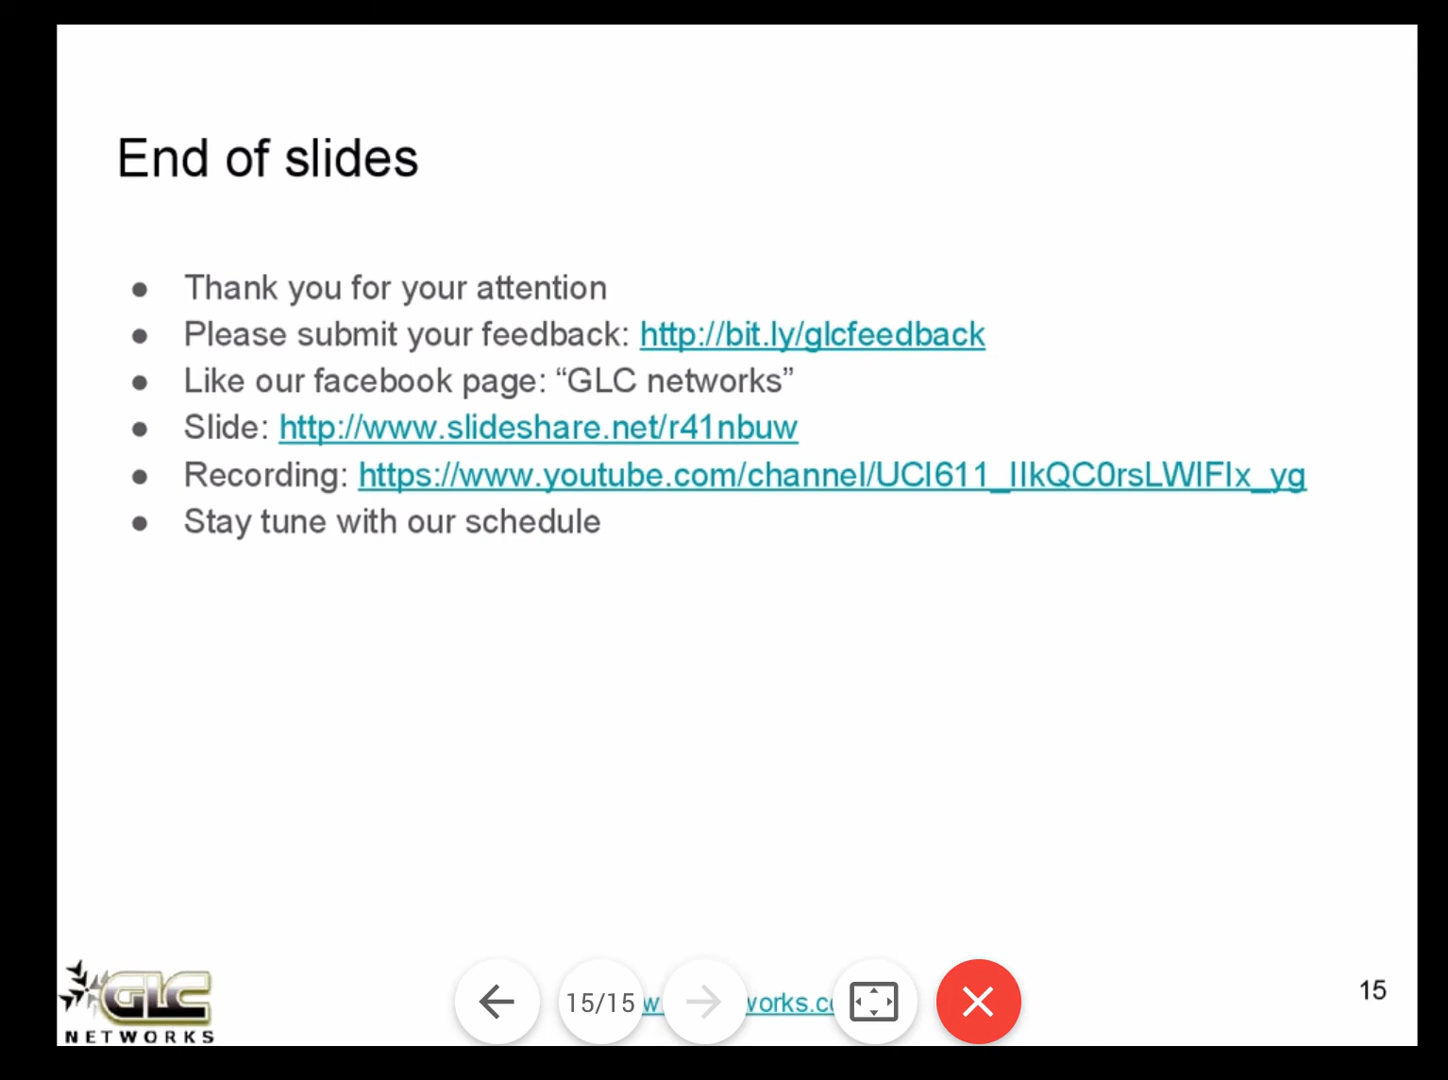 End of slides
● Thank you for your attention
● Please submit your feedback: http://bit.ly/glcfeedback
● Like our facebook page: “GLC networks”
● Slide: http://www.slideshare.net/r41nbuw
● Recording: https://www.youtube.com/channel/UCI611_IIkQC0rsLWIFIx_yg
● Stay tune with our schedule
GLC
NETWORKS
15/15
15